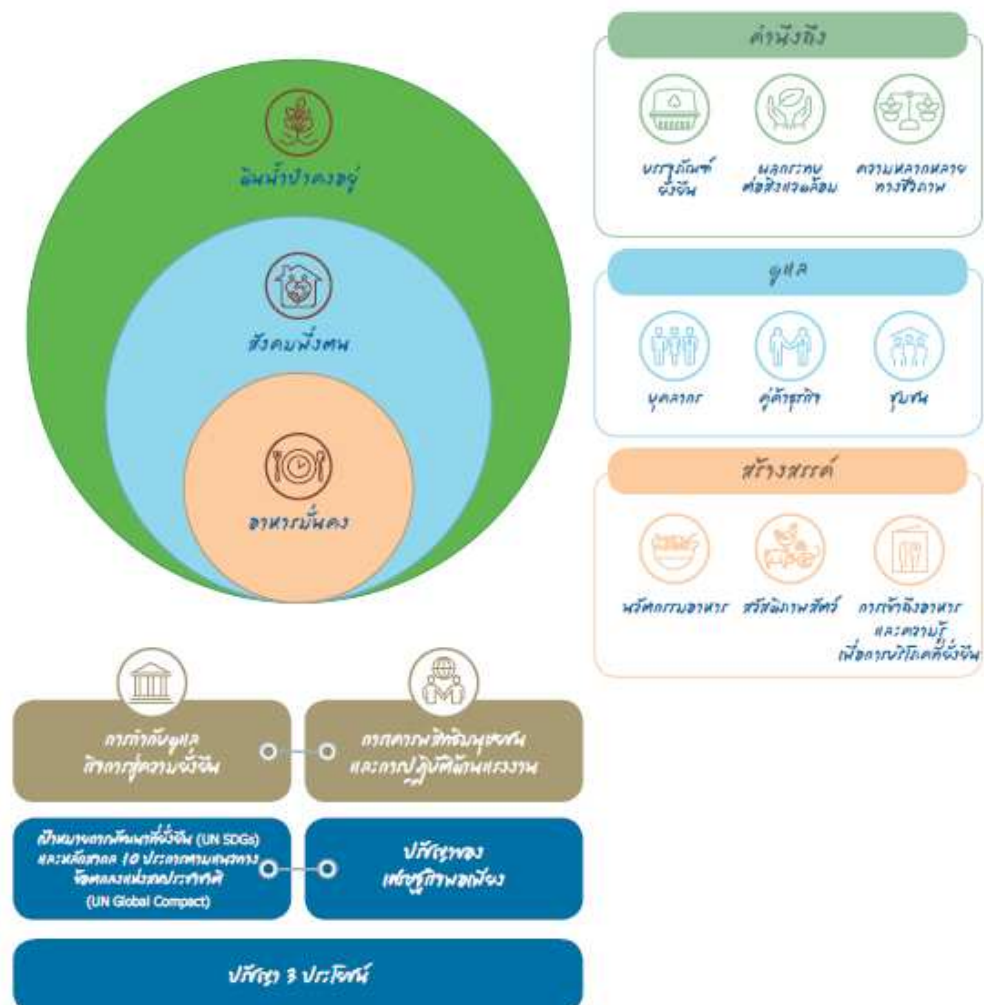 ดินน้ำป่าคงอยู่
สังคมพึ่งตน
อาหารมั่นคง
คำนึงถึง
บรรจุภัณฑ์
ยั่งยืน
ผลกระทบ
ต่อสิ่งแวดล้อม
ความหลากหลาย
ทางชีวภาพ
ดูแล
บุคลากร
คู่ค้าธุรกิจ
ชุมชน
สร้างสรรค์
นวัตกรรมอาหาร
สวัสดิภาพสัตว์
การเข้าถึงอาหาร
และความรู้
เพื่อการบริโภคที่ยั่งยืน
การกำกับดูแล
กิจการสู่ความยั่งยืน
การเคารพสิทธิมนุษยชน
และการปฏิบัติด้านแรงงาน
เป้าหมายการพัฒนาที่ยั่งยืน (UN SDGs)
และหลักสากล 10 ประการตามแนวทาง
ข้อตกลงแห่งสหประชาชาติ
(UN Global Compact)
ปรัชญาของ
เศรษฐกิจพอเพียง
ปรัชญา 3 ประโยชน์